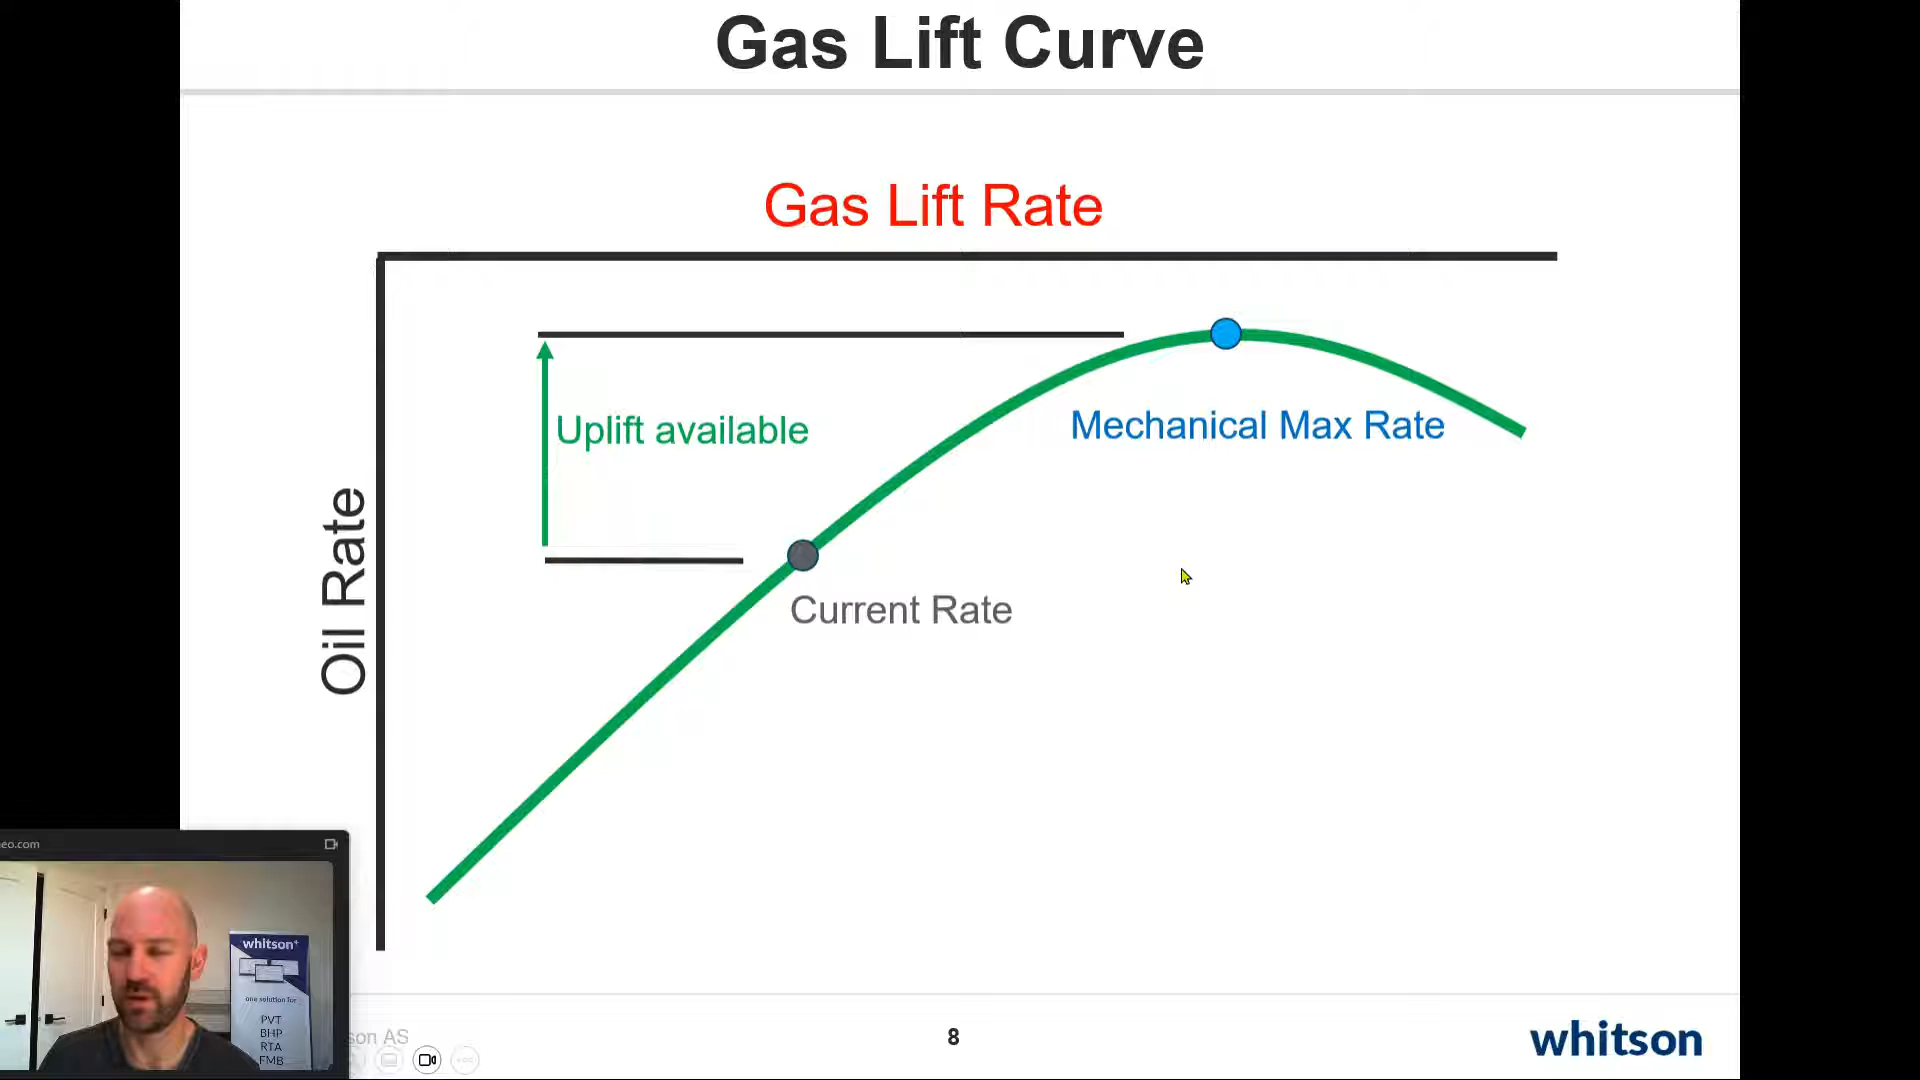 Gas Lift Curve
Gas Lift Rate
Uplift available
Mechanical Max Rate
Oil Rate
Current Rate
eo.com
whitson+
one solution for
PVT
BHP
RTA
FMB
son AS
8
whitson